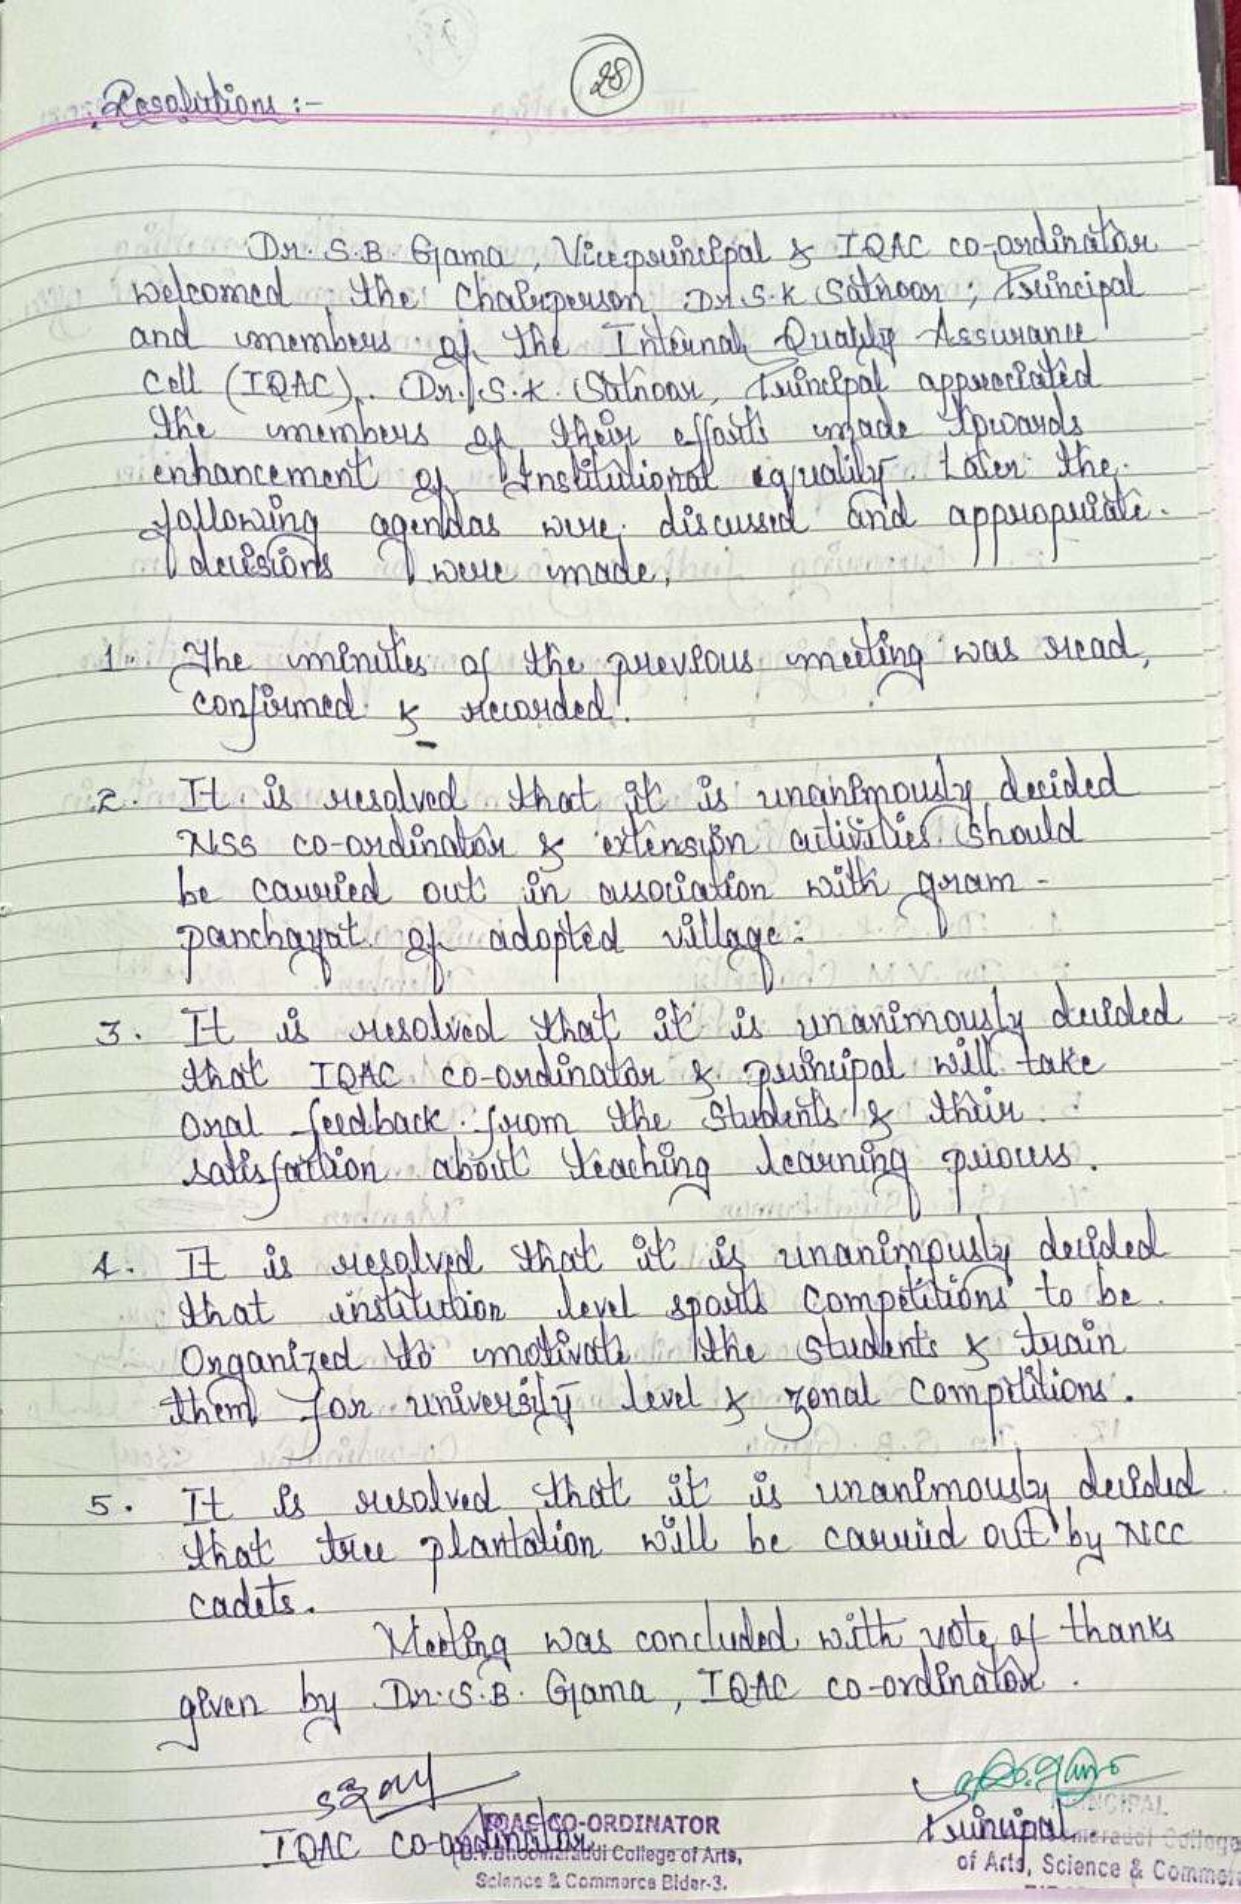 28
Resolutions :-
Dr. S.B Gama, Viceprincipal & IQAC co-ordinator
welcomed the Chairperson Dr. S.K Satnoor, Principal
and members of the Internal Quality Assurance
Cell (IQAC). Dr. S.K. Satnoor, Principal appreciated
the members of their efforts made towards
enhancement of Institutional quality. Later the
following agendas were discussed and appropriate
decisions were made.
1. The minutes of the previous meeting was read,
confirmed & recorded.
2. It is resolved that it is unanimously decided
NSS co-ordinator & extension activities should
be carried out in association with gram-
panchayat of adopted village.
3. It is resolved that it is unanimously decided
that IQAC co-ordinator & principal will take
oral feedback from the students & their
satisfaction about teaching learning process.
4. It is resolved that it is unanimously decided
that institution level sports competitions to be
Organized to motivate the students & train
them for university level & zonal competitions.
5. It is resolved that it is unanimously decided
that tree plantation will be carried out by NCC
cadets.
Meeting was concluded with vote of thanks
given by Dr. S.B. Gama, IQAC co-ordinator.
IQAC CO-ORDINATOR
PRINCIPAL
IQAC co-ordinator
Principal
College of Arts,
College
Science & Commerce Bidar-3.
of Arts, Science &